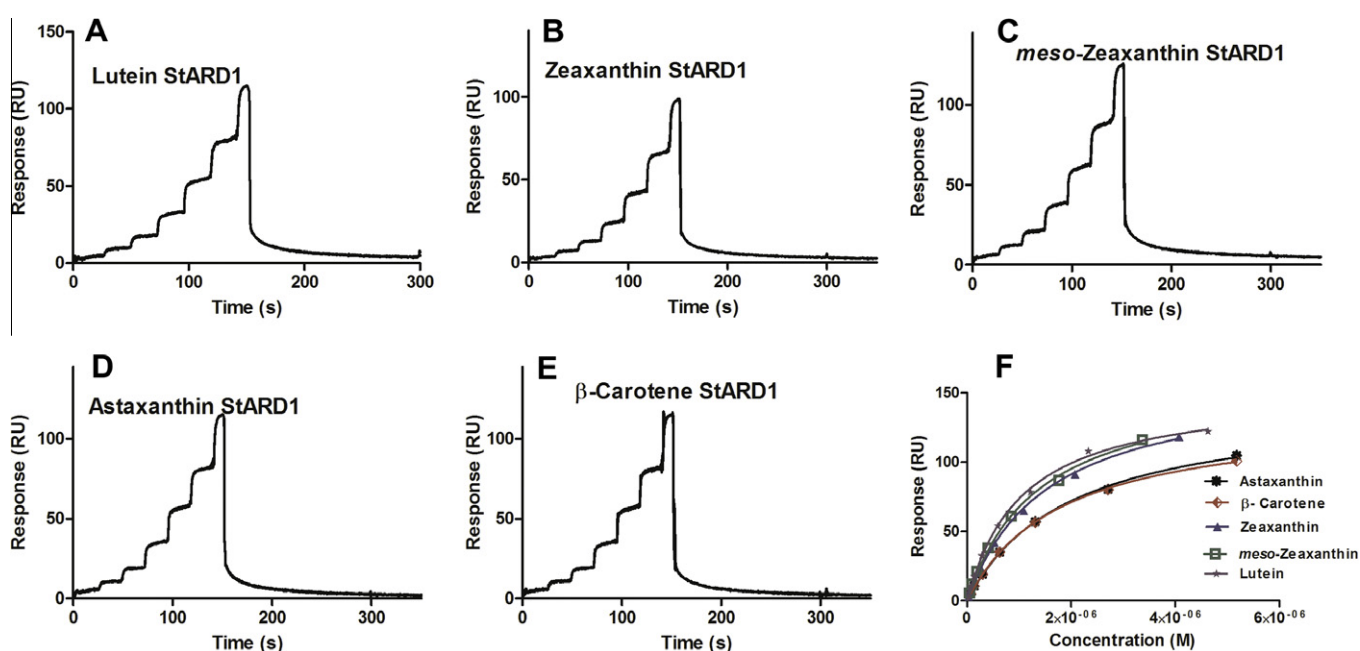 A
Lutein StARD1
150
100
50
0
Response (RU)
0 100 200 300
Time (s)
B
Zeaxanthin StARD1
100
50
0
Response (RU)
0 100 200 300
Time (s)
C
meso-Zeaxanthin StARD1
100
50
0
Response (RU)
0 100 200 300
Time (s)
D
Astaxanthin StARD1
100
50
0
Response (RU)
0 100 200 300
Time (s)
E
β-Carotene StARD1
100
50
0
Response (RU)
0 100 200 300
Time (s)
F
150
100
50
0
Response (RU)
Astaxanthin
β- Carotene
Zeaxanthin
meso-Zeaxanthin
Lutein
0 2×10⁻⁰⁶ 4×10⁻⁰⁶ 6×10⁻⁰⁶
Concentration (M)